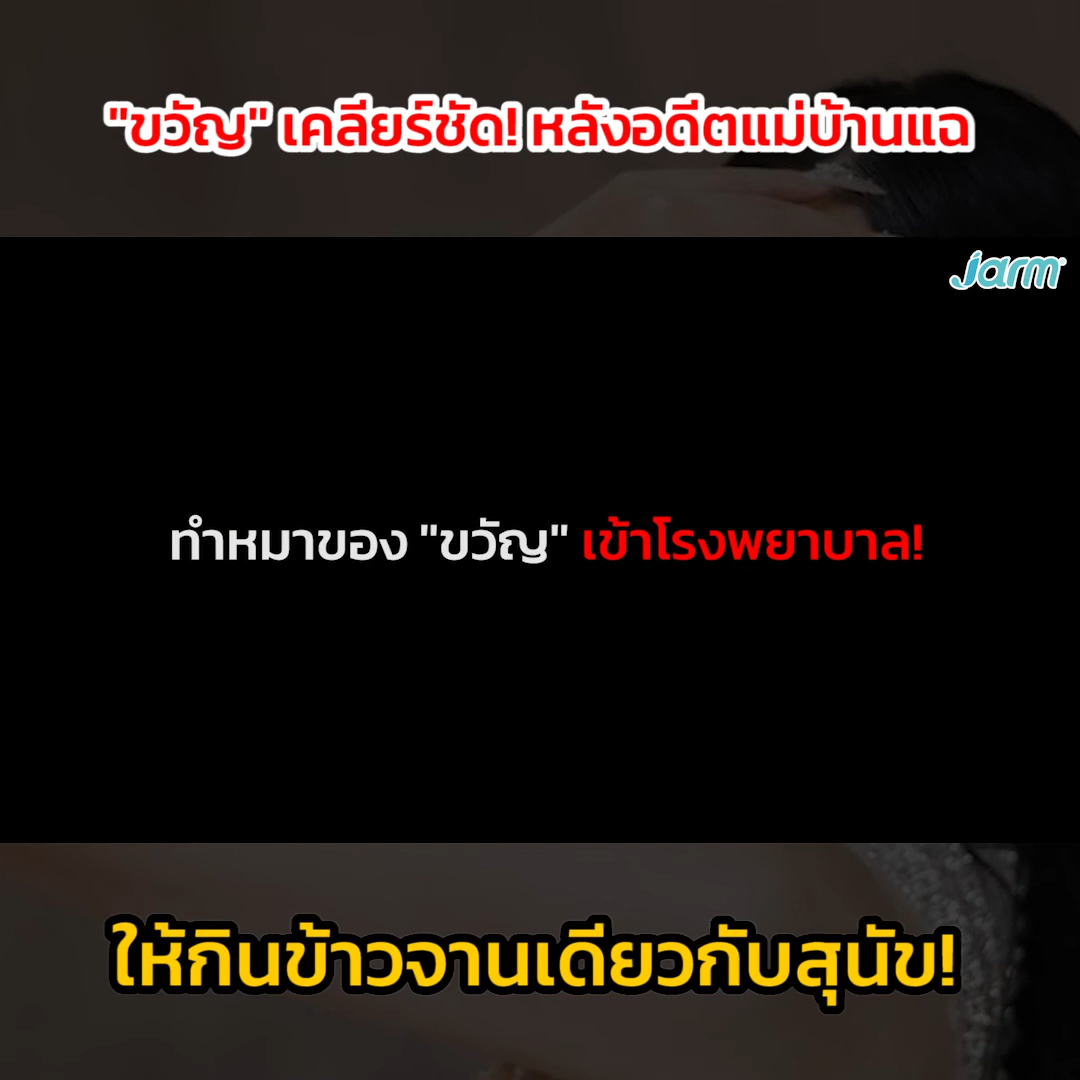 "ขวัญ" เคลียร์ชัด! หลังอดีตแม่บ้านแฉ
jarm
ทำหมาของ "ขวัญ" เข้าโรงพยาบาล!
ให้กินข้าวจานเดียวกับสุนัข!